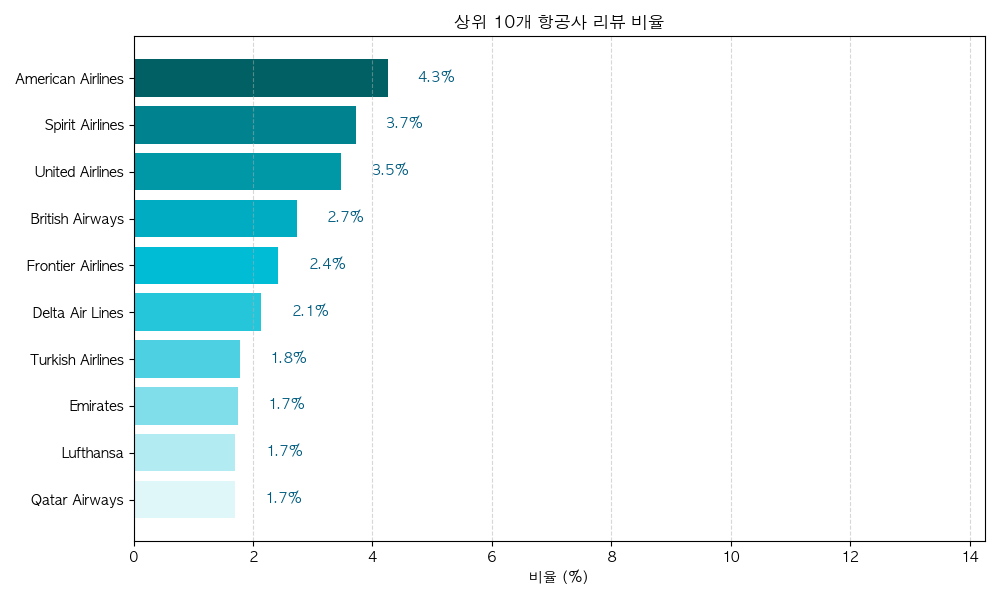 상위 10개 항공사 리뷰 비율
American Airlines 4.3%
Spirit Airlines 3.7%
United Airlines 3.5%
British Airways 2.7%
Frontier Airlines 2.4%
Delta Air Lines 2.1%
Turkish Airlines 1.8%
Emirates 1.7%
Lufthansa 1.7%
Qatar Airways 1.7%
0 2 4 6 8 10 12 14
비율 (%)